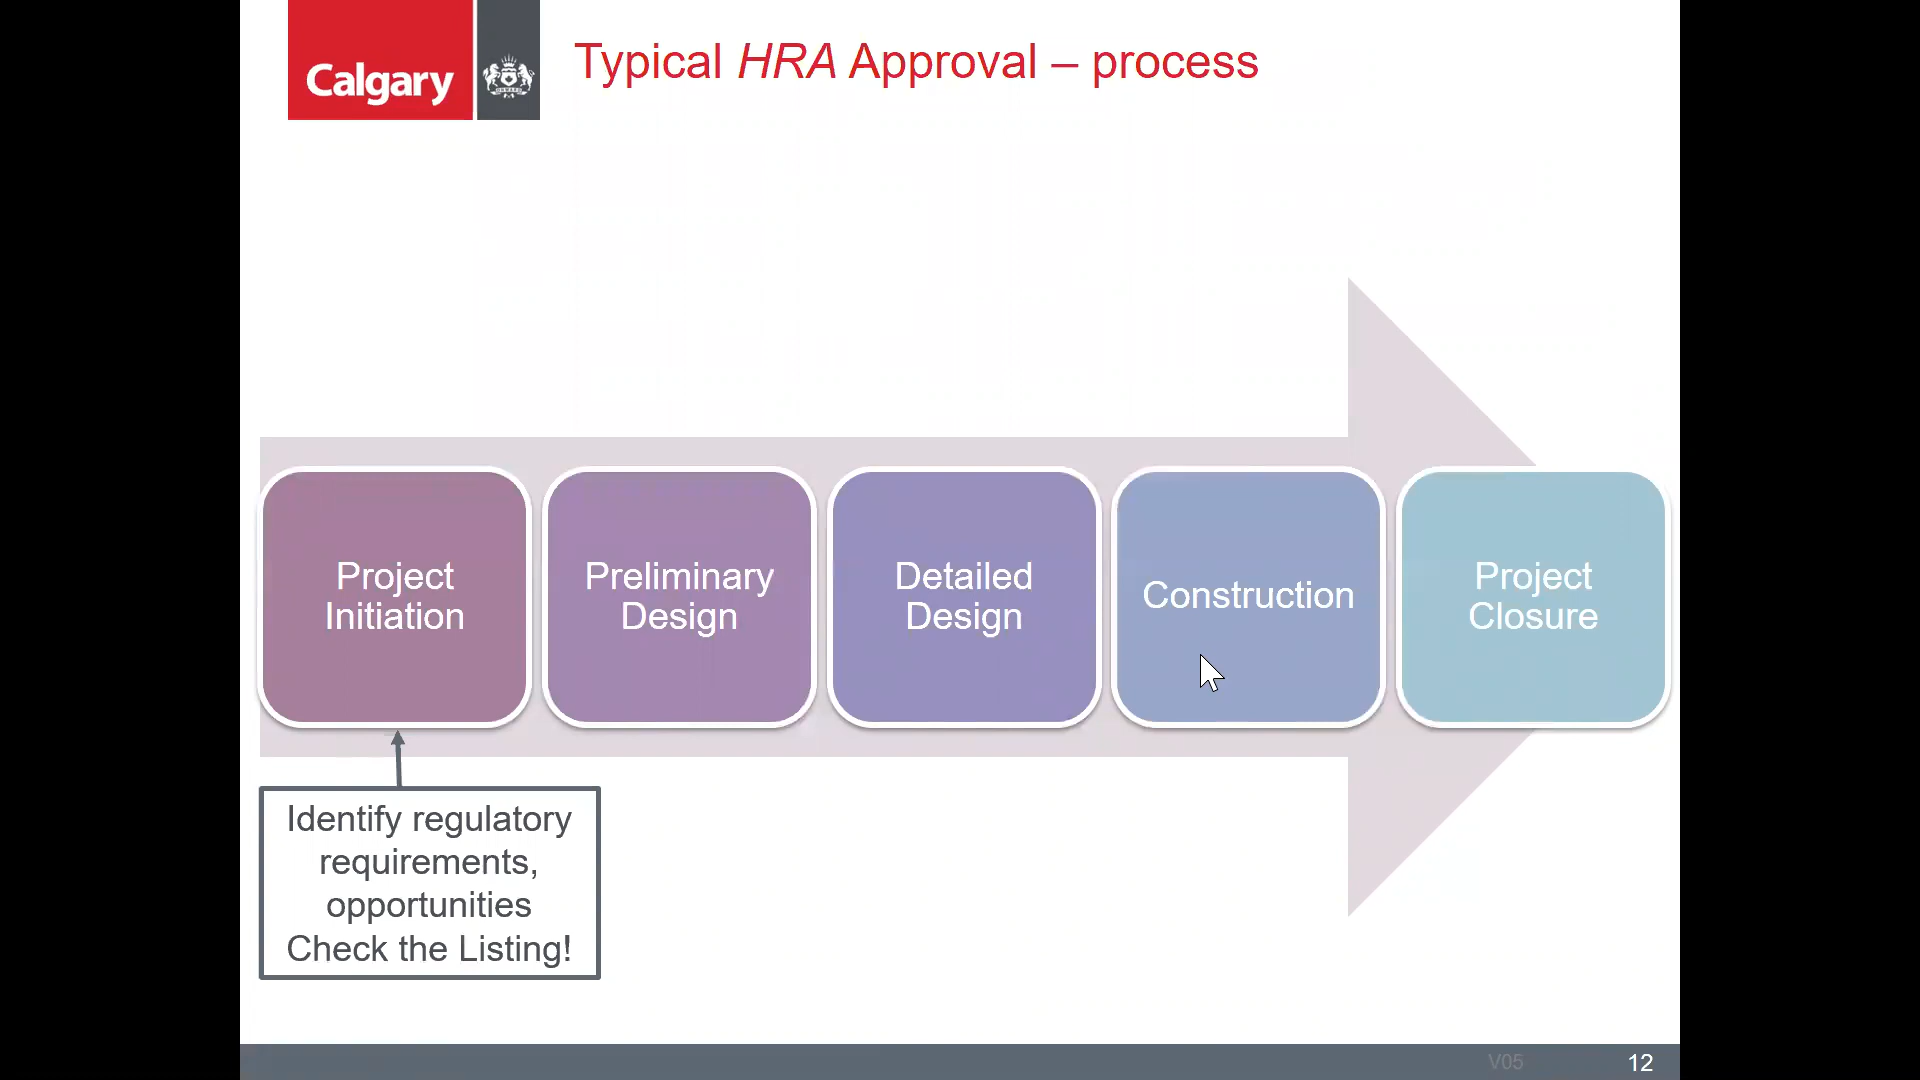 Calgary
ONWARD
Typical HRA Approval – process
Project
Initiation
Preliminary
Design
Detailed
Design
Construction
Project
Closure
Identify regulatory
requirements,
opportunities
Check the Listing!
V05
12